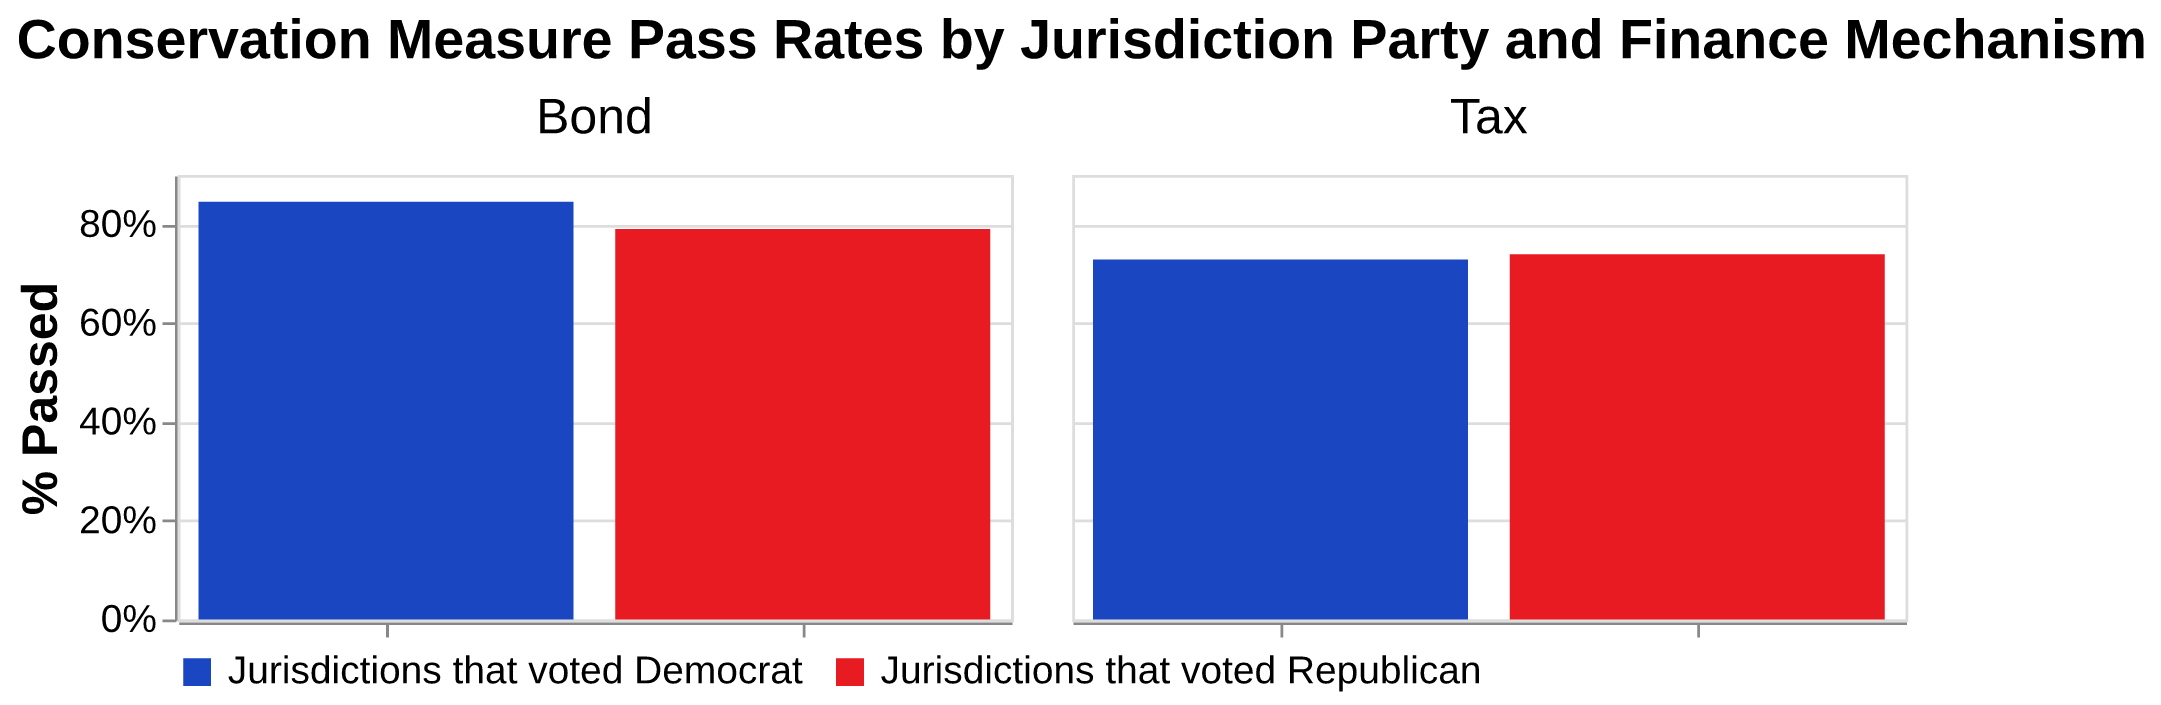 Conservation Measure Pass Rates by Jurisdiction Party and Finance Mechanism
Bond
Tax
% Passed
80%
60%
40%
20%
0%
Jurisdictions that voted Democrat
Jurisdictions that voted Republican